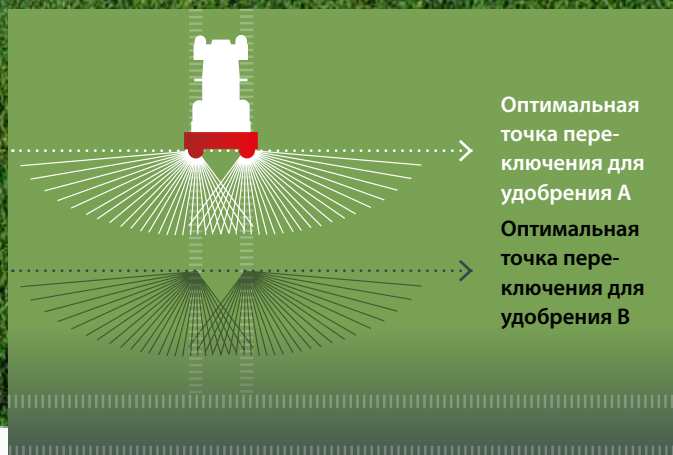 Оптимальная
точка пере-
ключения для
удобрения A
Оптимальная
точка пере-
ключения для
удобрения B